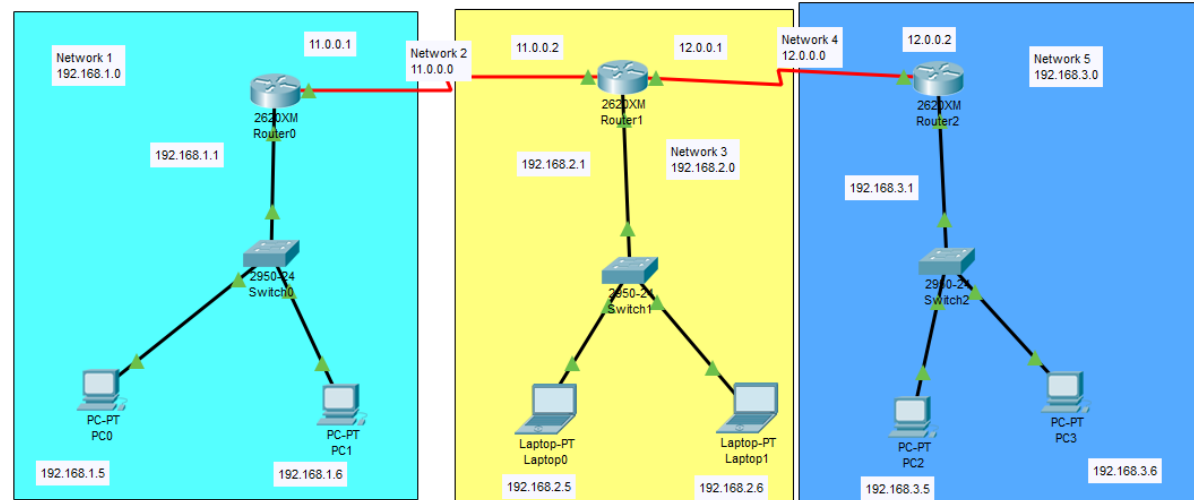 Network 1
192.168.1.0
11.0.0.1
Network 2
11.0.0.0
11.0.0.2
12.0.0.1
Network 4
12.0.0.0
12.0.0.2
Network 5
192.168.3.0
2620XM
Router0
2620XM
Router1
2620XM
Router2
192.168.1.1
192.168.2.1
Network 3
192.168.2.0
192.168.3.1
2950-24
Switch0
2950-24
Switch1
2950-24
Switch2
PC-PT
PC0
PC-PT
PC1
Laptop-PT
Laptop0
Laptop-PT
Laptop1
PC-PT
PC2
PC-PT
PC3
192.168.1.5
192.168.1.6
192.168.2.5
192.168.2.6
192.168.3.5
192.168.3.6